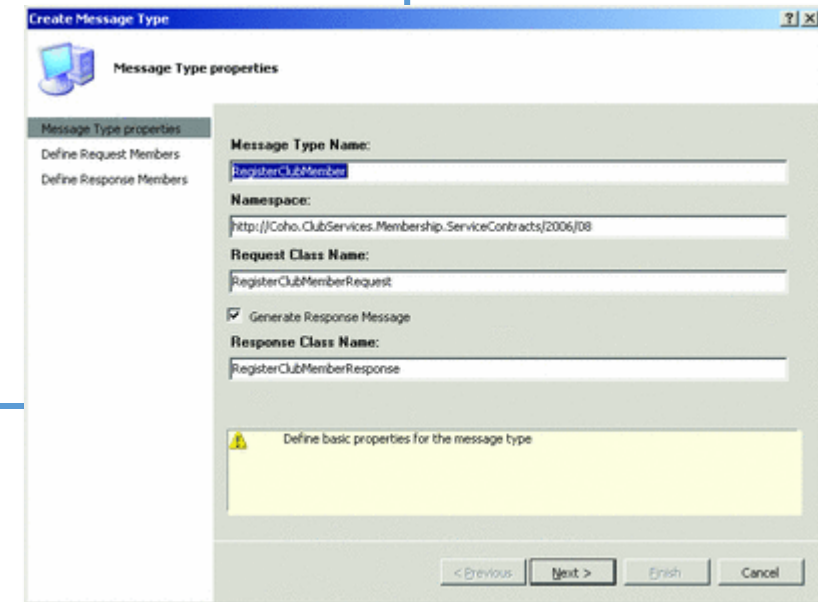 Create Message Type
Message Type properties
Message Type properties
Define Request Members
Define Response Members
Message Type Name:
RegisterClubMember
Namespace:
http://Coho.ClubServices.Membership.ServiceContracts/2006/08
Request Class Name:
RegisterClubMemberRequest
Generate Response Message
Response Class Name:
RegisterClubMemberResponse
Define basic properties for the message type
< Previous
Next >
Finish
Cancel